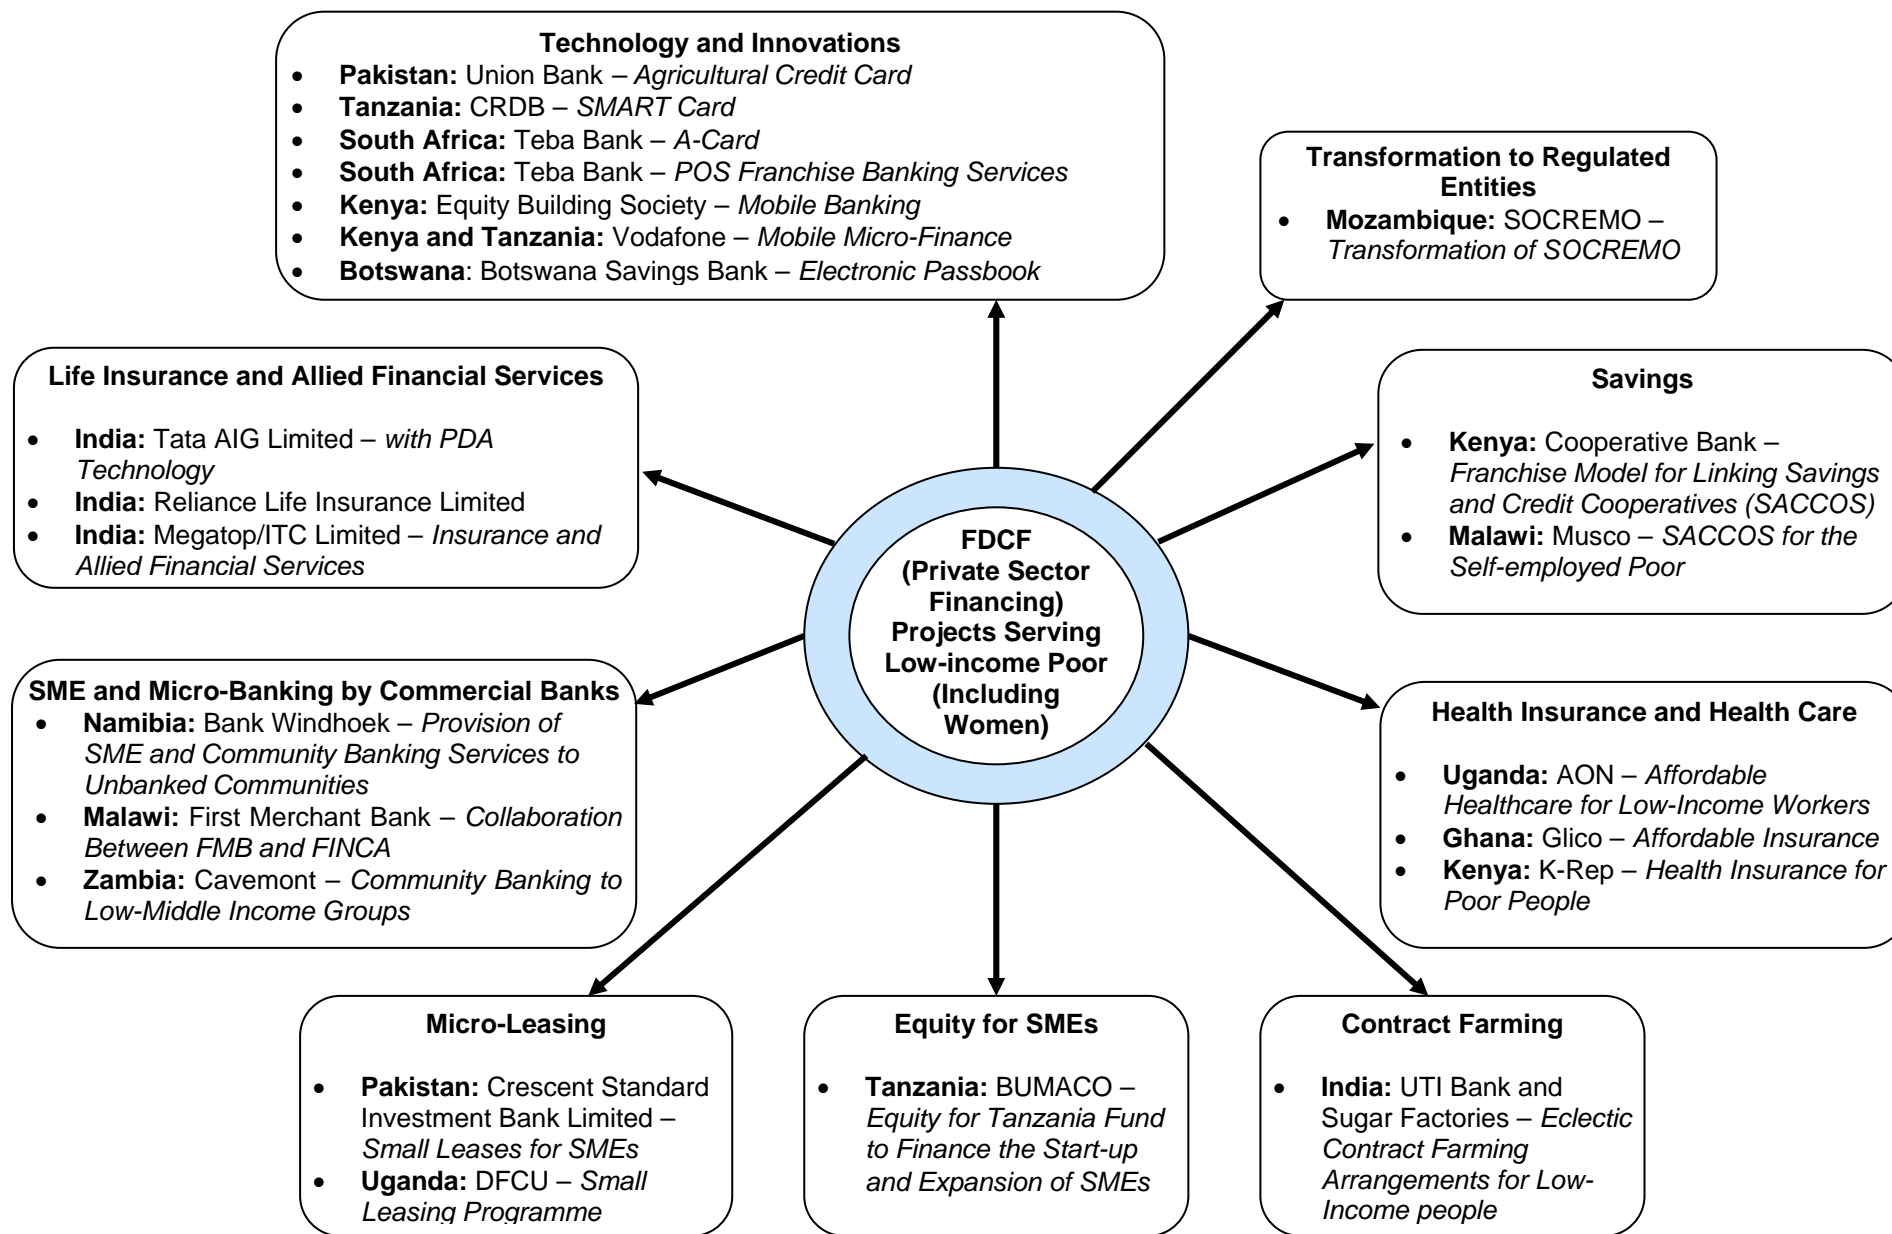 Technology and Innovations
• Pakistan: Union Bank – Agricultural Credit Card
• Tanzania: CRDB – SMART Card
• South Africa: Teba Bank – A-Card
• South Africa: Teba Bank – POS Franchise Banking Services
• Kenya: Equity Building Society – Mobile Banking
• Kenya and Tanzania: Vodafone – Mobile Micro-Finance
• Botswana: Botswana Savings Bank – Electronic Passbook
Transformation to Regulated
Entities
• Mozambique: SOCREMO –
Transformation of SOCREMO
Life Insurance and Allied Financial Services
• India: Tata AIG Limited – with PDA
Technology
• India: Reliance Life Insurance Limited
• India: Megatop/ITC Limited – Insurance and
Allied Financial Services
Savings
• Kenya: Cooperative Bank –
Franchise Model for Linking Savings
and Credit Cooperatives (SACCOS)
• Malawi: Musco – SACCOS for the
Self-employed Poor
FDCF
(Private Sector
Financing)
Projects Serving
Low-income Poor
(Including
Women)
SME and Micro-Banking by Commercial Banks
• Namibia: Bank Windhoek – Provision of
SME and Community Banking Services to
Unbanked Communities
• Malawi: First Merchant Bank – Collaboration
Between FMB and FINCA
• Zambia: Cavemont – Community Banking to
Low-Middle Income Groups
Health Insurance and Health Care
• Uganda: AON – Affordable
Healthcare for Low-Income Workers
• Ghana: Glico – Affordable Insurance
• Kenya: K-Rep – Health Insurance for
Poor People
Micro-Leasing
• Pakistan: Crescent Standard
Investment Bank Limited –
Small Leases for SMEs
• Uganda: DFCU – Small
Leasing Programme
Equity for SMEs
• Tanzania: BUMACO –
Equity for Tanzania Fund
to Finance the Start-up
and Expansion of SMEs
Contract Farming
• India: UTI Bank and
Sugar Factories – Eclectic
Contract Farming
Arrangements for Low-
Income people